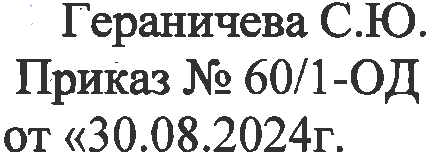 Гераничева С.Ю.
Приказ № 60/1-ОД
от «30.08.2024г.